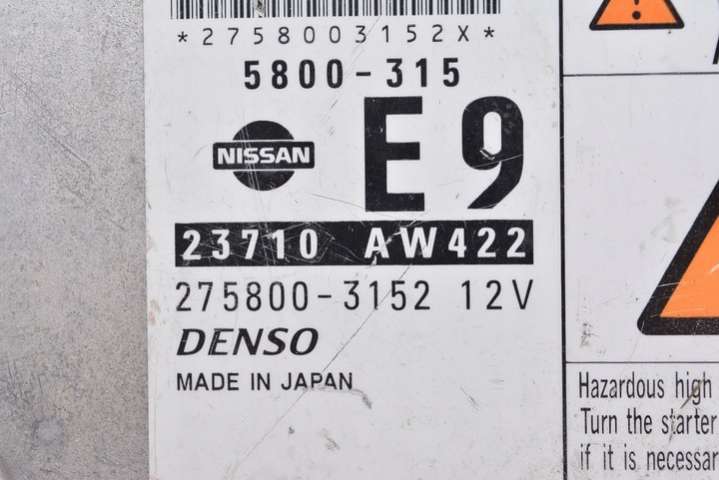 *2758003152X*
5800-315
NISSAN
E9
23710 AW422
275800-3152 12V
DENSO
MADE IN JAPAN
Hazardous high
Turn the starter
if it is necessar